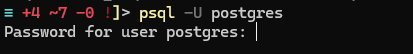 ≡ +4 ~7 -0 !]> psql -U postgres
Password for user postgres: